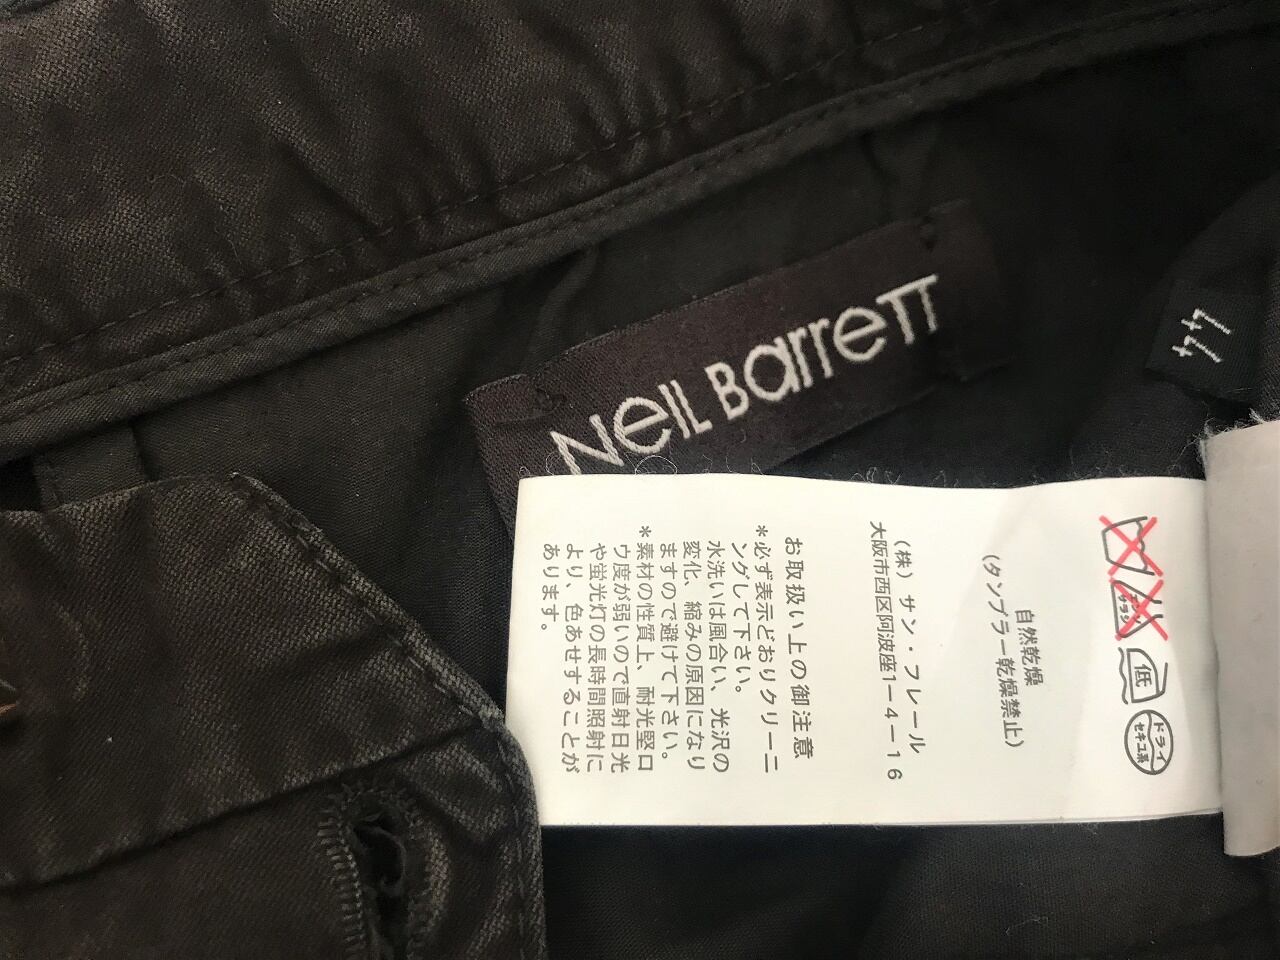 NeIL Barrett
44
エンソ
サラシ
低
ドライ
セキユ系
自然乾燥
(タンブラー乾燥禁止)
(株)サン・フレール
大阪市西区阿波座1-4-16
お取扱い上の御注意
*必ず表示どおりクリーニ
ングして下さい。
水洗いは風合い、光沢の
変化、縮みの原因になり
ますので避けて下さい。
*素材の性質上、耐光堅ロ
ウ度が弱いので直射日光
や蛍光灯の長時間照射に
より、色あせすることが
あります。